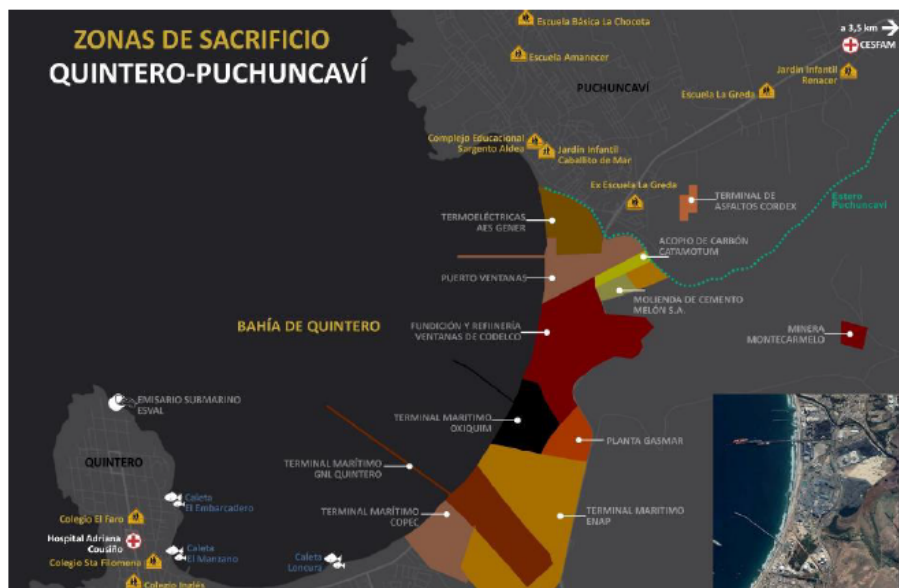 ZONAS DE SACRIFICIO
QUINTERO-PUCHUNCAVÍ
Escuela Básica La Chocota
Escuela Amanecer
a 3,5 km
CESFAM
Jardín Infantil
Renacer
Escuela La Greda
PUCHUNCAVÍ
Complejo Educacional
Sargento Aldea
Jardín Infantil
Caballito de Mar
Ex Escuela La Greda
TERMINAL DE
ASFALTOS CORDEX
Estero
Puchuncaví
TERMOELÉCTRICAS
AES GENER
ACOPIO DE CARBÓN
CATAMOTUM
PUERTO VENTANAS
MOLIENDA DE CEMENTO
MELÓN S.A.
BAHÍA DE QUINTERO
FUNDICIÓN Y REFIINERÍA
VENTANAS DE CODELCO
MINERA
MONTECARMELO
EMISARIO SUBMARINO
ESVAL
TERMINAL MARITIMO
OXIQUIM
PLANTA GASMAR
QUINTERO
TERMINAL MARÍTIMO
GNL QUINTERO
Caleta
El Embarcadero
TERMINAL MARÍTIMO
COPEC
TERMINAL MARITIMO
ENAP
Colegio El Faro
Hospital Adriana
Cousiño
Colegio Sta Filomena
Caleta
El Manzano
Caleta
Loncura
Colegio Inglés